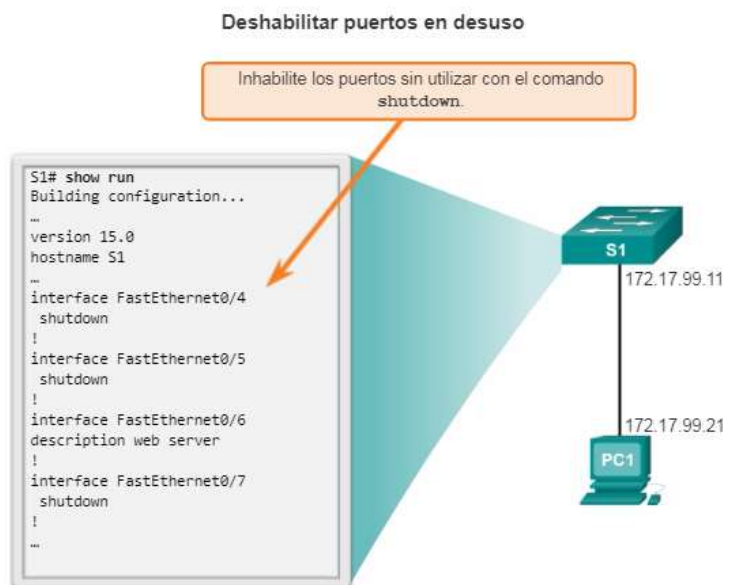 Deshabilitar puertos en desuso
Inhabilite los puertos sin utilizar con el comando
shutdown.
S1# show run
Building configuration...
…
version 15.0
hostname S1
…
interface FastEthernet0/4
shutdown
!
interface FastEthernet0/5
shutdown
!
interface FastEthernet0/6
description web server
!
interface FastEthernet0/7
shutdown
!
…
S1
172.17.99.11
172.17.99.21
PC1